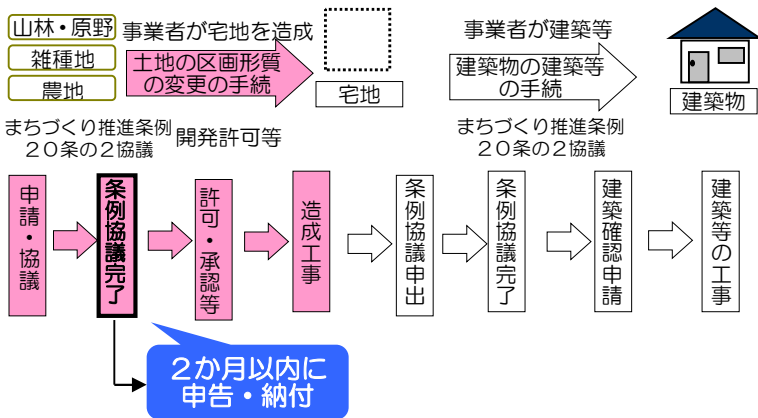 山林・原野
雑種地
農地
事業者が宅地を造成
土地の区画形質
の変更の手続
宅地
事業者が建築等
建築物の建築等
の手続
建築物
まちづくり推進条例
２０条の２協議
開発許可等
まちづくり推進条例
２０条の２協議
申請・協議
条例協議完了
許可・承認等
造成工事
条例協議申出
条例協議完了
建築確認申請
建築等の工事
２か月以内に
申告・納付